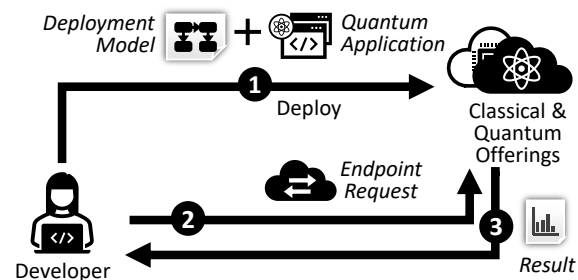 Deployment
Model
Quantum
Application
</>
1
Deploy
Classical &
Quantum
Offerings
Endpoint
Request
2
3
</>
Developer
Result